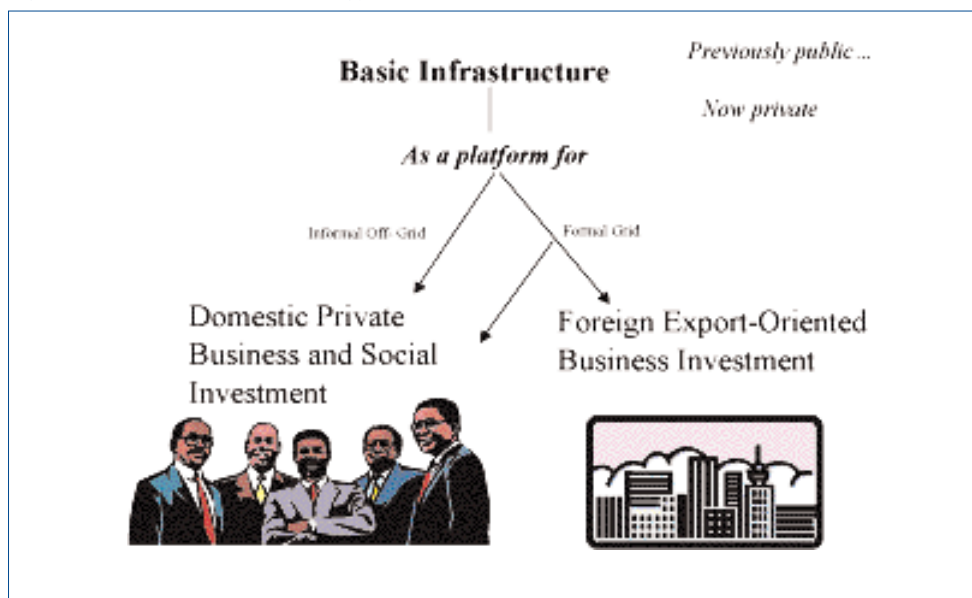 Previously public ...
Basic Infrastructure
Now private
As a platform for
Informal Off-Grid
Formal Grid
Domestic Private
Business and Social
Investment
Foreign Export-Oriented
Business Investment